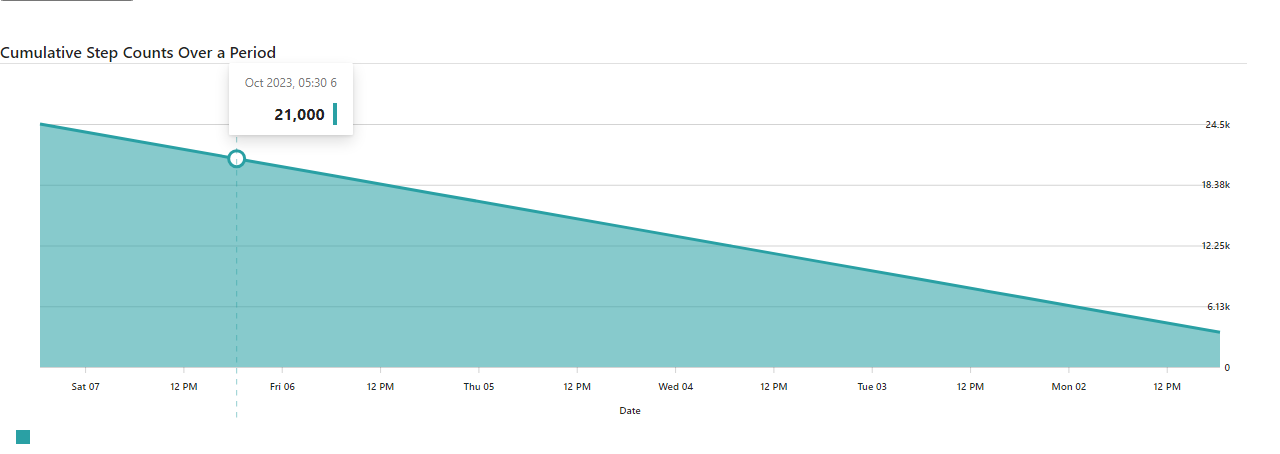 Cumulative Step Counts Over a Period
Oct 2023, 05:30 6
21,000
24.5k
18.38k
12.25k
6.13k
0
Sat 07 12 PM Fri 06 12 PM Thu 05 12 PM Wed 04 12 PM Tue 03 12 PM Mon 02 12 PM
Date